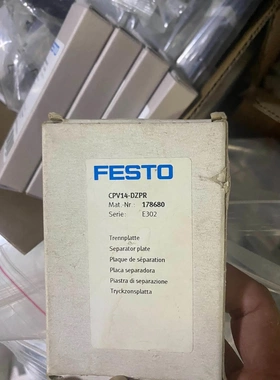 FESTO
CPV14-DZPR
Mat.-Nr. 178680
Serie: E302
Trennplatte
Separator plate
Plaque de séparation
Placa separadora
Piastra di separazione
Tryckzonsplatta